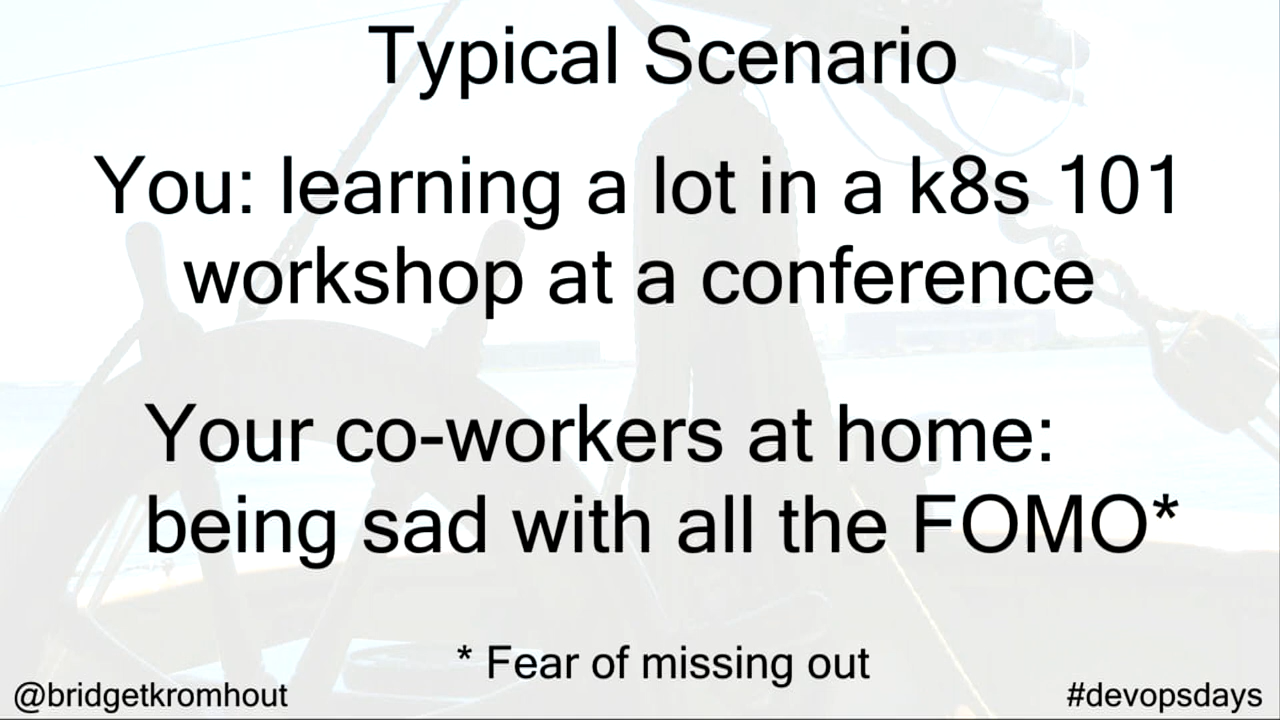 Typical Scenario
You: learning a lot in a k8s 101
workshop at a conference
Your co-workers at home:
being sad with all the FOMO*
* Fear of missing out
@bridgetkromhout
#devopsdays